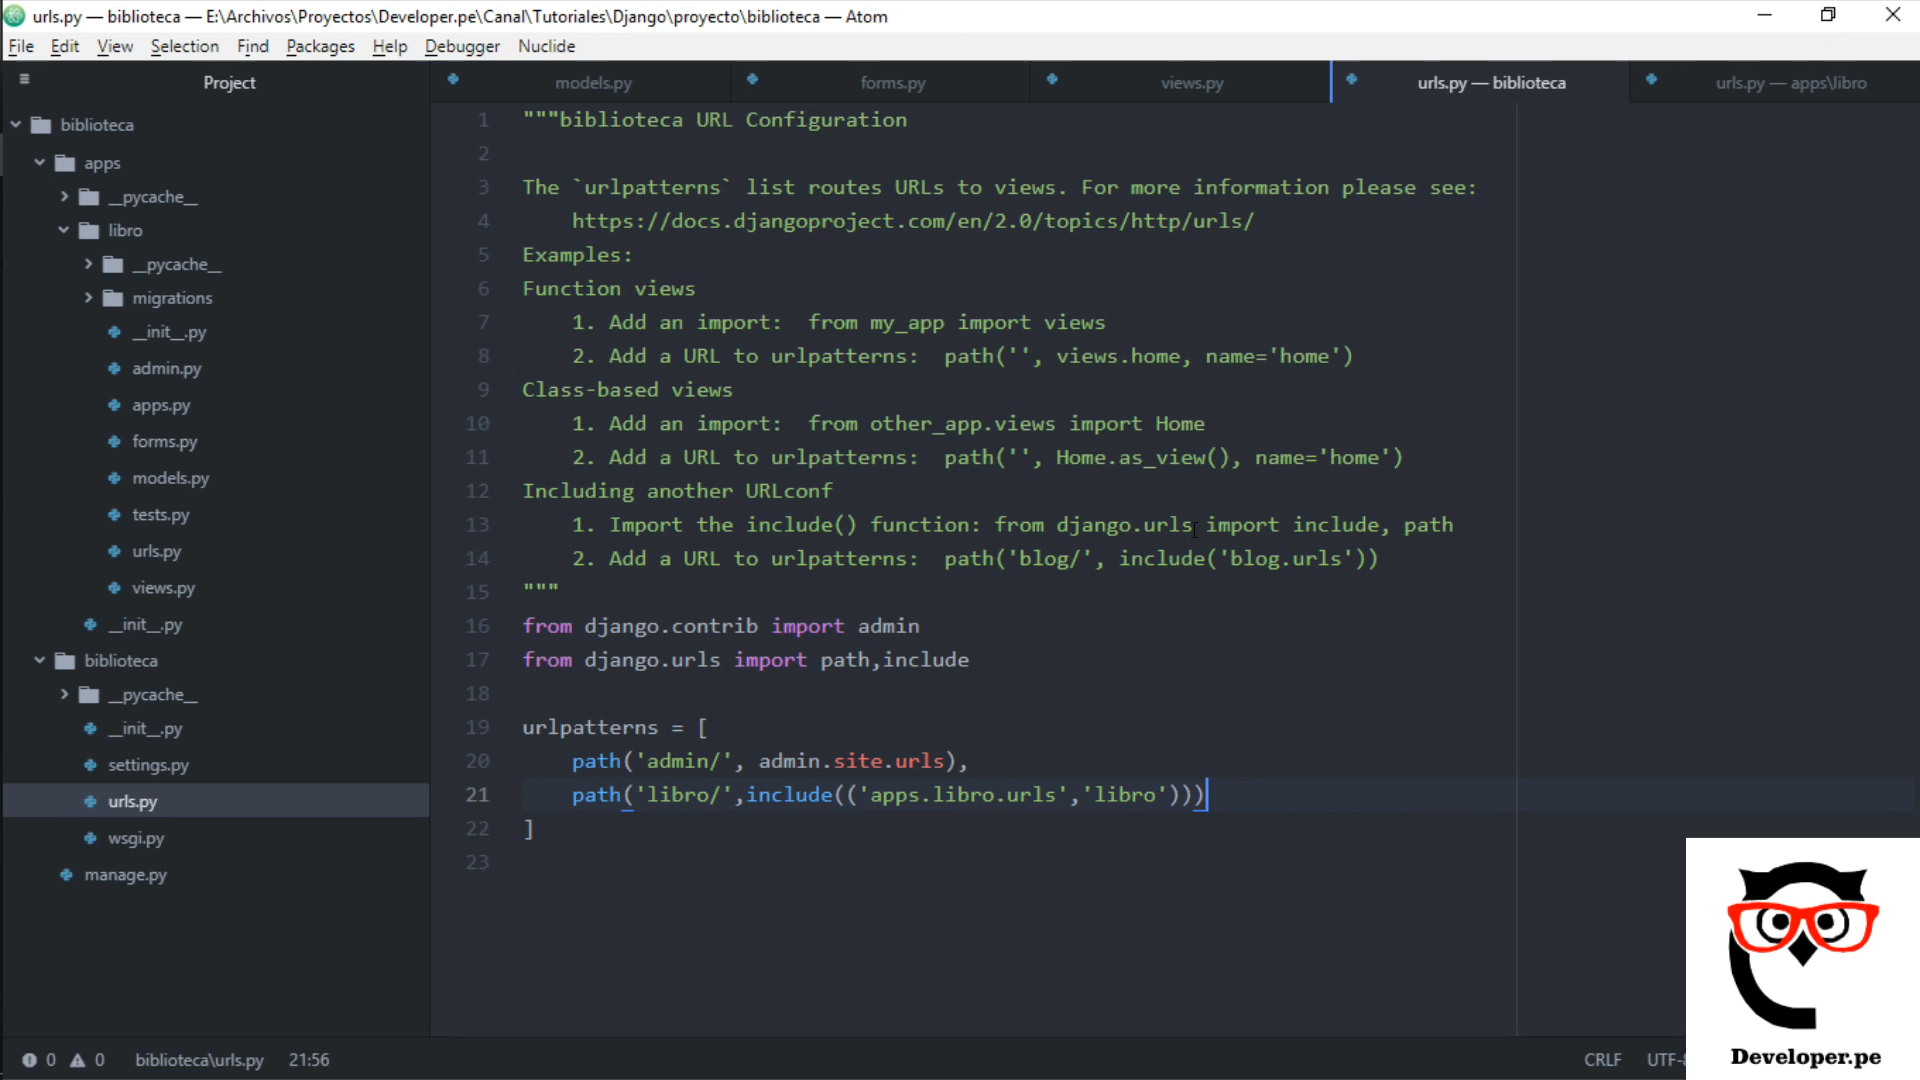 urls.py — biblioteca — E:\Archivos\Proyectos\Developer.pe\Canal\Tutoriales\Django\proyecto\biblioteca — Atom
File Edit View Selection Find Packages Help Debugger Nuclide
Project
models.py
forms.py
views.py
urls.py — biblioteca
urls.py — apps\libro
biblioteca
apps
__pycache__
libro
__pycache__
migrations
__init__.py
admin.py
apps.py
forms.py
models.py
tests.py
urls.py
views.py
__init__.py
biblioteca
__pycache__
__init__.py
settings.py
urls.py
wsgi.py
manage.py
1 """biblioteca URL Configuration
2
3 The `urlpatterns` list routes URLs to views. For more information please see:
4 https://docs.djangoproject.com/en/2.0/topics/http/urls/
5 Examples:
6 Function views
7 1. Add an import:  from my_app import views
8 2. Add a URL to urlpatterns:  path('', views.home, name='home')
9 Class-based views
10 1. Add an import:  from other_app.views import Home
11 2. Add a URL to urlpatterns:  path('', Home.as_view(), name='home')
12 Including another URLconf
13 1. Import the include() function: from django.urls import include, path
14 2. Add a URL to urlpatterns:  path('blog/', include('blog.urls'))
15 """
16 from django.contrib import admin
17 from django.urls import path,include
18
19 urlpatterns = [
20 path('admin/', admin.site.urls),
21 path('libro/',include(('apps.libro.urls','libro')))
22 ]
23
0 0 biblioteca\urls.py 21:56
CRLF UTF-8
Developer.pe